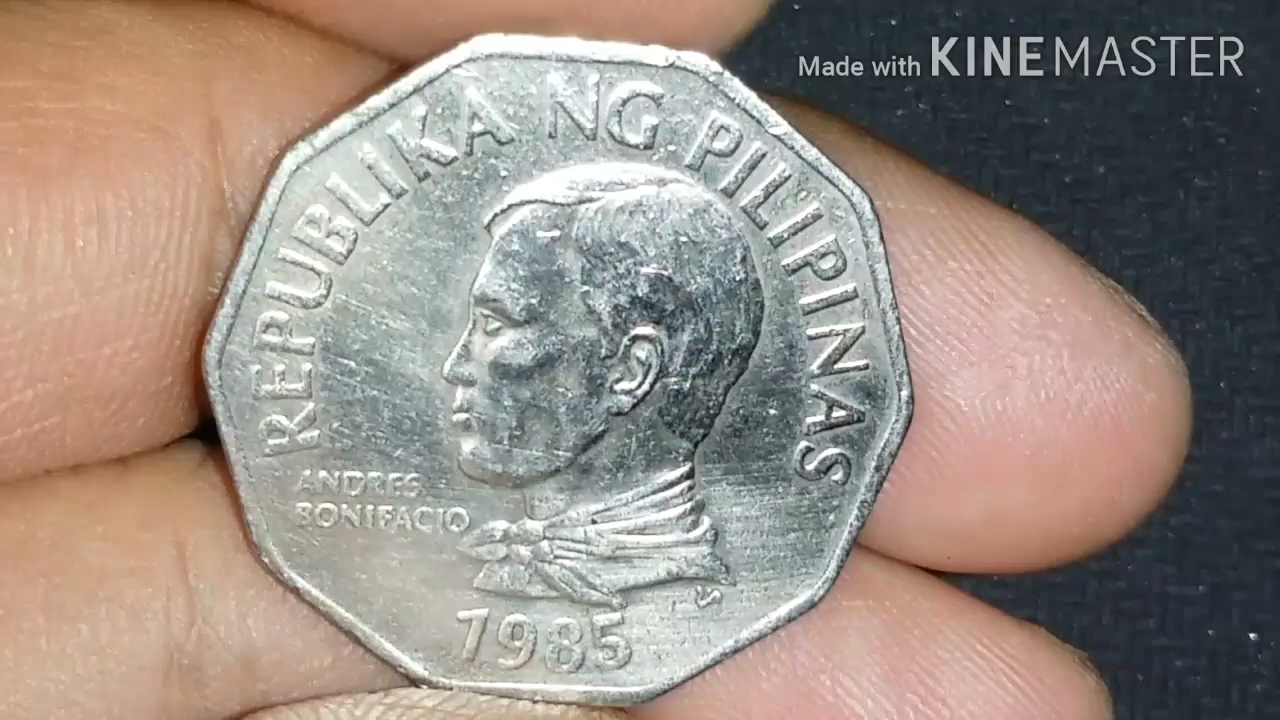 Made with KINEMASTER
REPUBLIKA NG PILIPINAS
ANDRES
BONIFACIO
1985